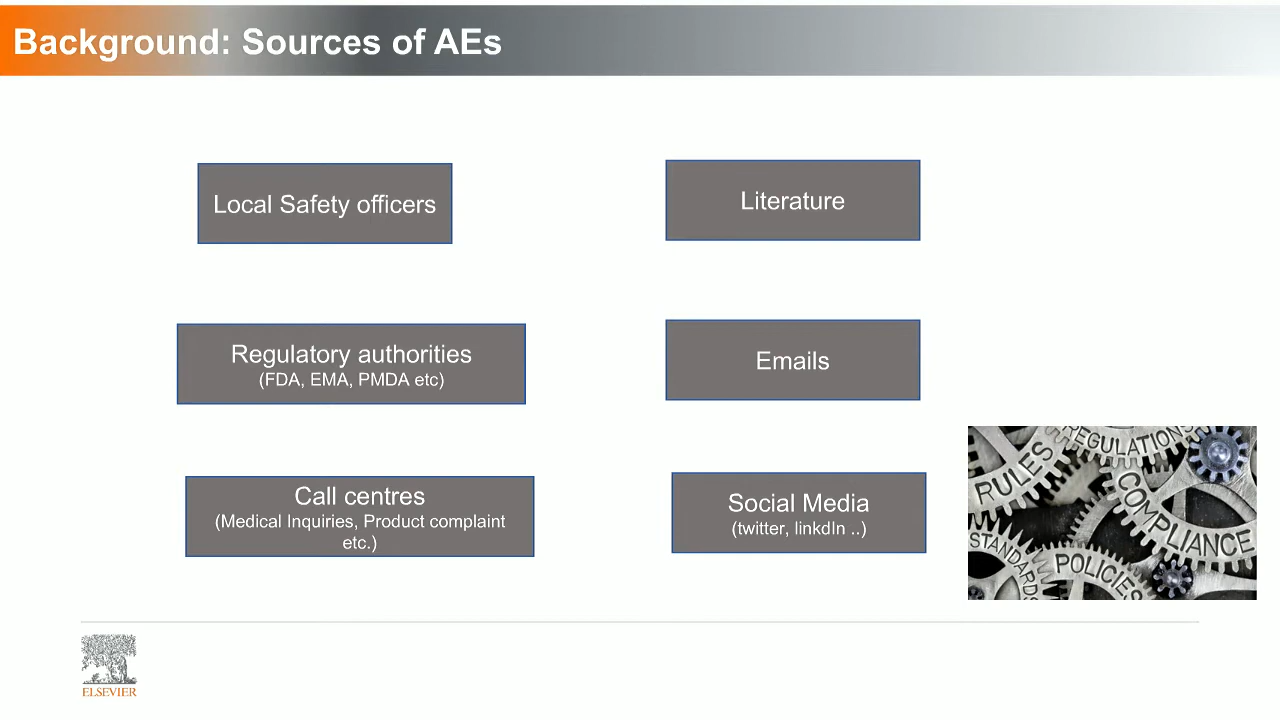 Background: Sources of AEs
Local Safety officers
Literature
Regulatory authorities
(FDA, EMA, PMDA etc)
Emails
Call centres
(Medical Inquiries, Product complaint
etc.)
Social Media
(twitter, linkdIn ..)
RULES
REGULATIONS
COMPLIANCE
STANDARDS
POLICIES
ELSEVIER